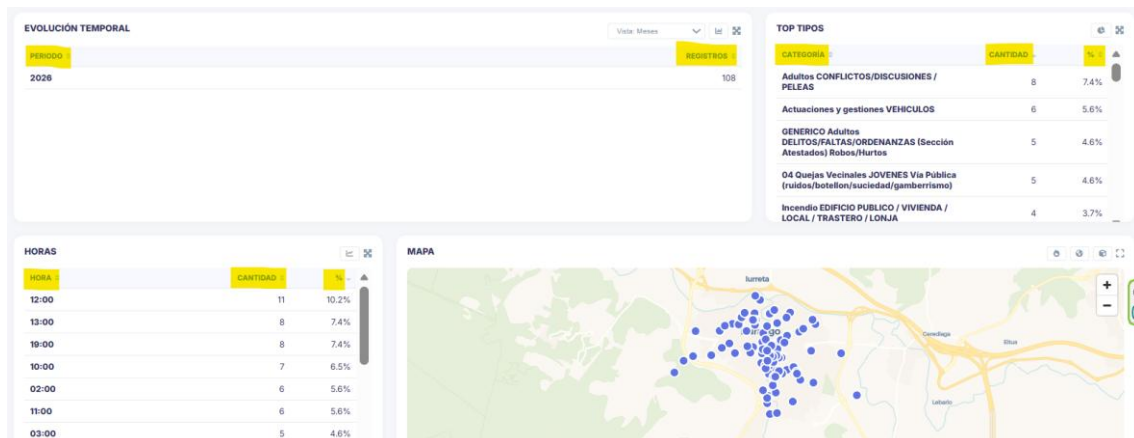 EVOLUCIÓN TEMPORAL
Vista: Meses
PERIODO REGISTROS
2026 108
TOP TIPOS
CATEGORÍA CANTIDAD %
Adultos CONFLICTOS/DISCUSIONES /
PELEAS 8 7.4%
Actuaciones y gestiones VEHICULOS 6 5.6%
GENERICO Adultos
DELITOS/FALTAS/ORDENANZAS (Sección
Atestados) Robos/Hurtos 5 4.6%
04 Quejas Vecinales JOVENES Vía Pública
(ruidos/botellon/suciedad/gamberrismo) 5 4.6%
Incendio EDIFICIO PUBLICO / VIVIENDA /
LOCAL / TRASTERO / LONJA 4 3.7%
HORAS
HORA CANTIDAD %
12:00 11 10.2%
13:00 8 7.4%
19:00 8 7.4%
10:00 7 6.5%
02:00 6 5.6%
11:00 6 5.6%
03:00 5 4.6%
MAPA
Iurreta
+
−
Gerediaga